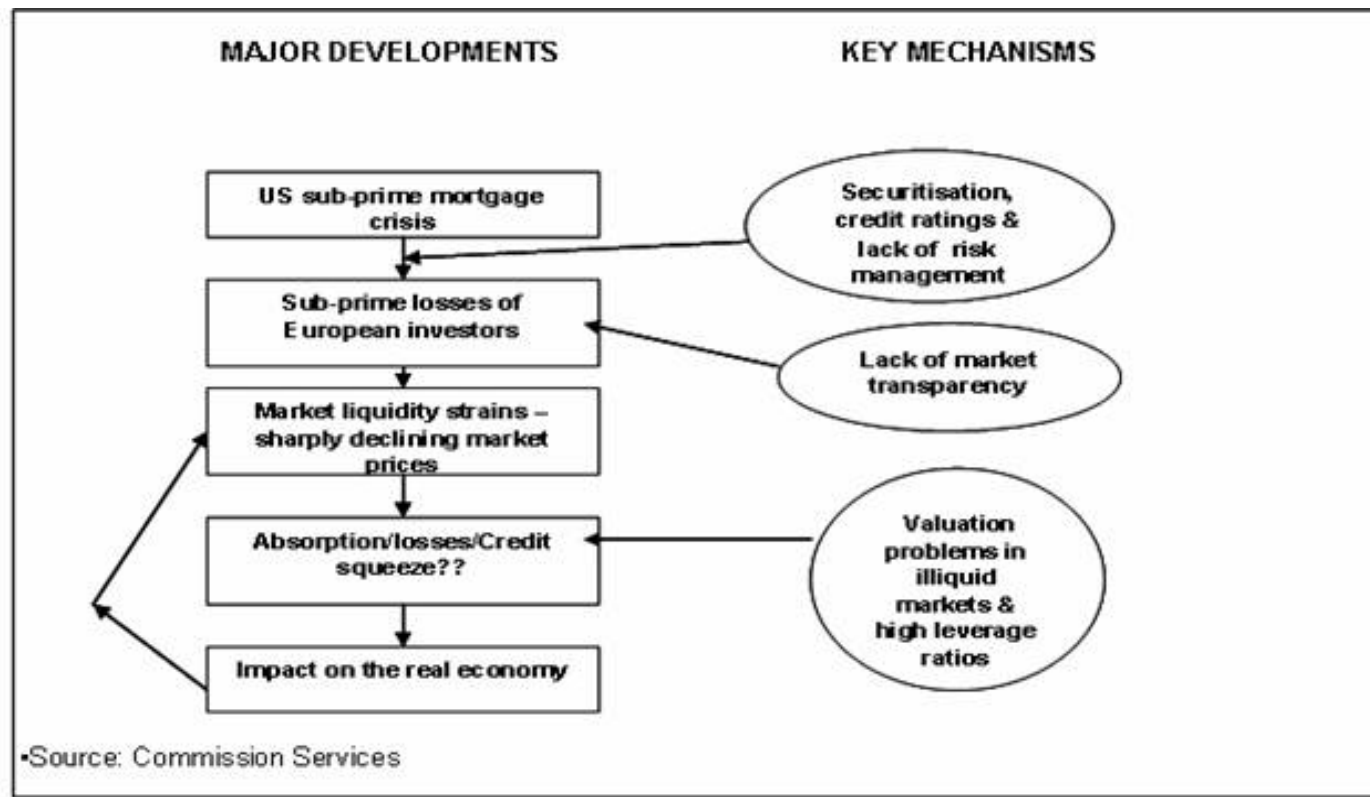 MAJOR DEVELOPMENTS
KEY MECHANISMS
US sub-prime mortgage
crisis
Sub-prime losses of
European investors
Market liquidity strains –
sharply declining market
prices
Absorption/losses/Credit
squeeze??
Impact on the real economy
Securitisation,
credit ratings &
lack of risk
management
Lack of market
transparency
Valuation
problems in
illiquid
markets &
high leverage
ratios
▪Source: Commission Services